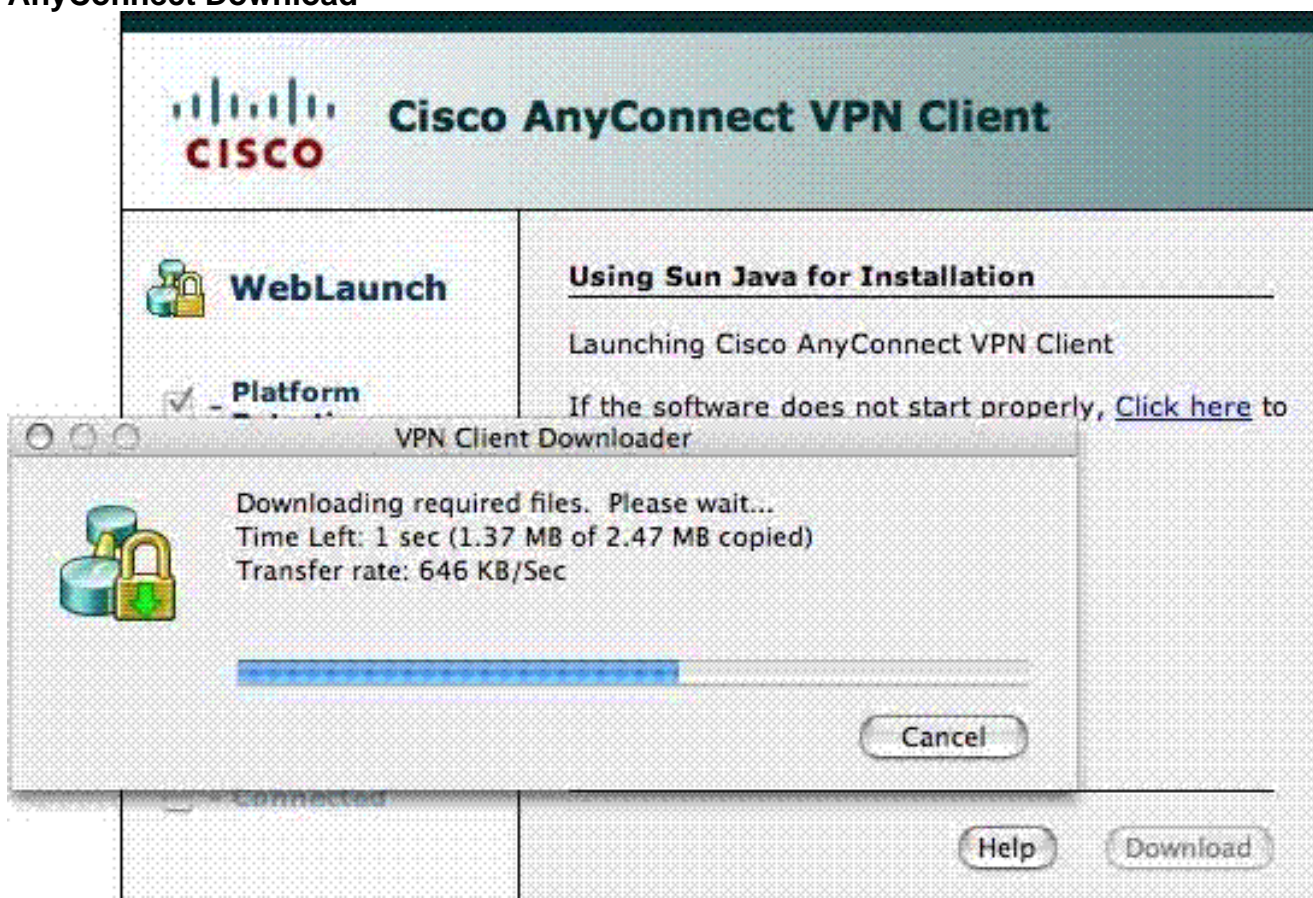 AnyConnect Download
CISCO
Cisco AnyConnect VPN Client
WebLaunch
- Platform
Using Sun Java for Installation
Launching Cisco AnyConnect VPN Client
If the software does not start properly, Click here to
VPN Client Downloader
Downloading required files. Please wait...
Time Left: 1 sec (1.37 MB of 2.47 MB copied)
Transfer rate: 646 KB/Sec
Cancel
- Connected
Help
Download